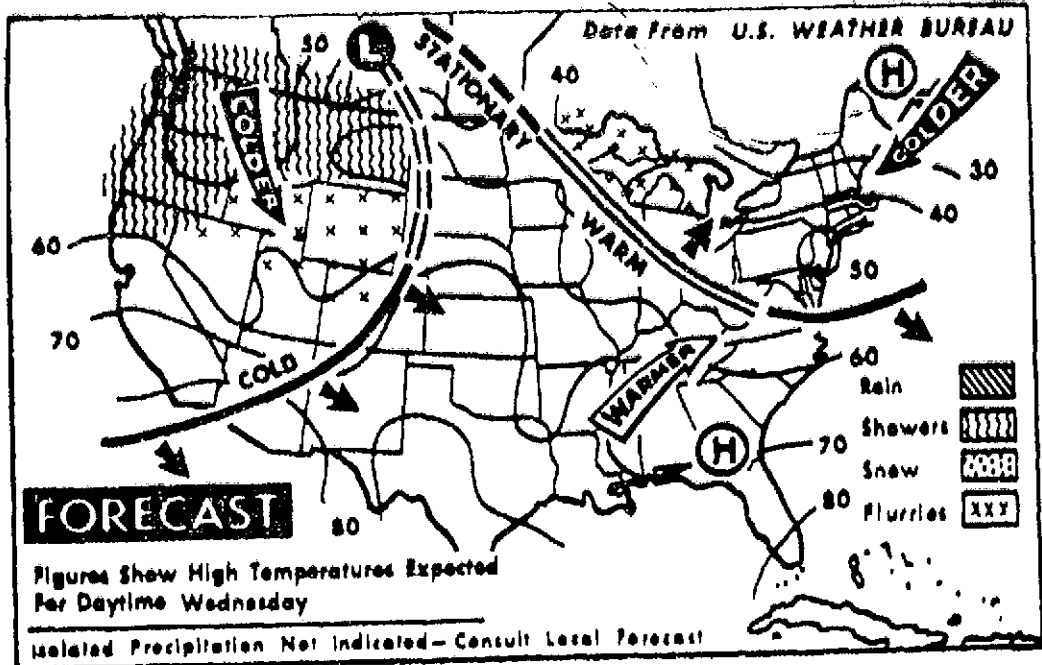 Data From U.S. WEATHER BUREAU
50
L
STATIONARY
40
H
COLDER
COLDER
30
40
WARM
60
50
70
COLD
WARMER
60
Rain
Showers
H
70
Snow
80
Flurries
FORECAST
80
Figures Show High Temperatures Expected
For Daytime Wednesday
Isolated Precipitation Not Indicated—Consult Local Forecast